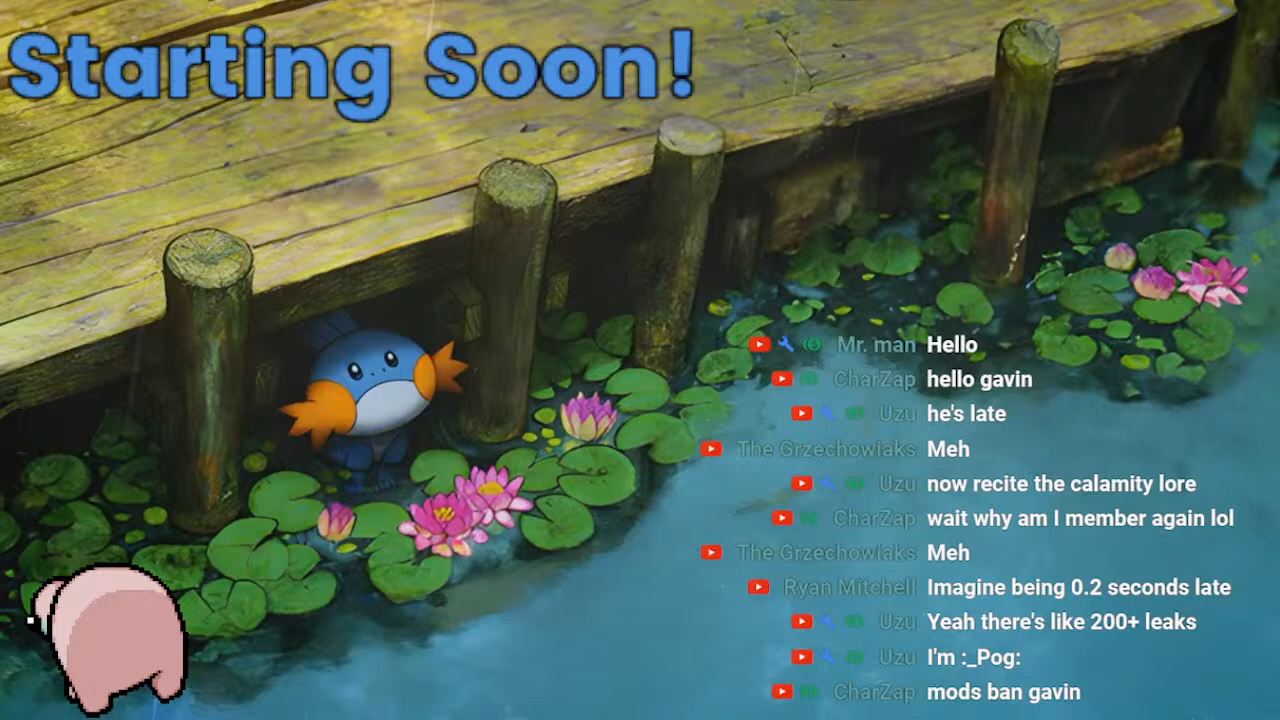 Starting Soon!
Mr. man Hello
CharZap hello gavin
Uzu he's late
The Grzechowiaks Meh
Uzu now recite the calamity lore
CharZap wait why am I member again lol
The Grzechowiaks Meh
Ryan Mitchell Imagine being 0.2 seconds late
Uzu Yeah there's like 200+ leaks
Uzu I'm :_Pog:
CharZap mods ban gavin